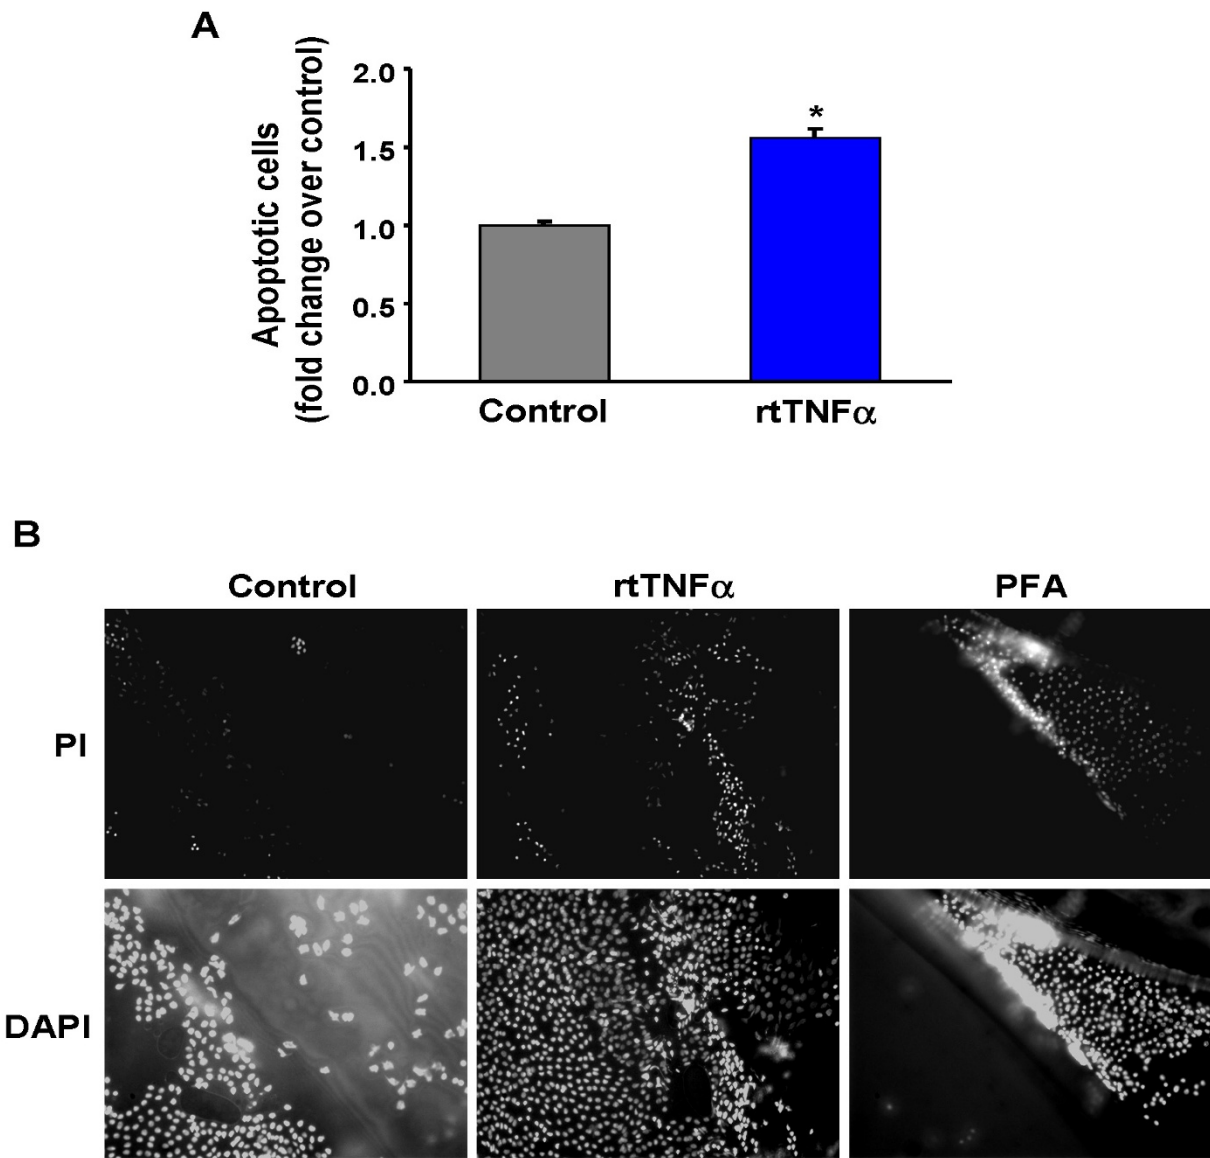 A
Apoptotic cells
(fold change over control)
2.0
*
1.5
1.0
0.5
0.0
Control
rtTNFα
B
Control
rtTNFα
PFA
PI
DAPI